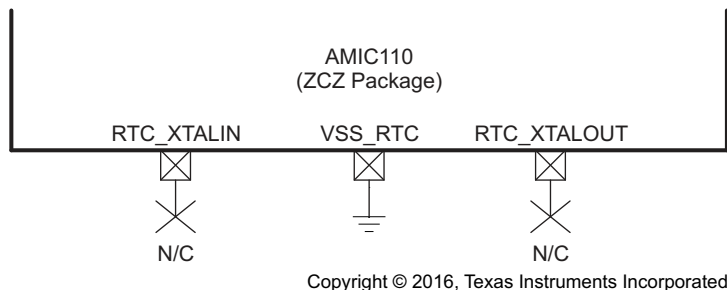 AMIC110
(ZCZ Package)
RTC_XTALIN VSS_RTC RTC_XTALOUT
N/C N/C
Copyright © 2016, Texas Instruments Incorporated